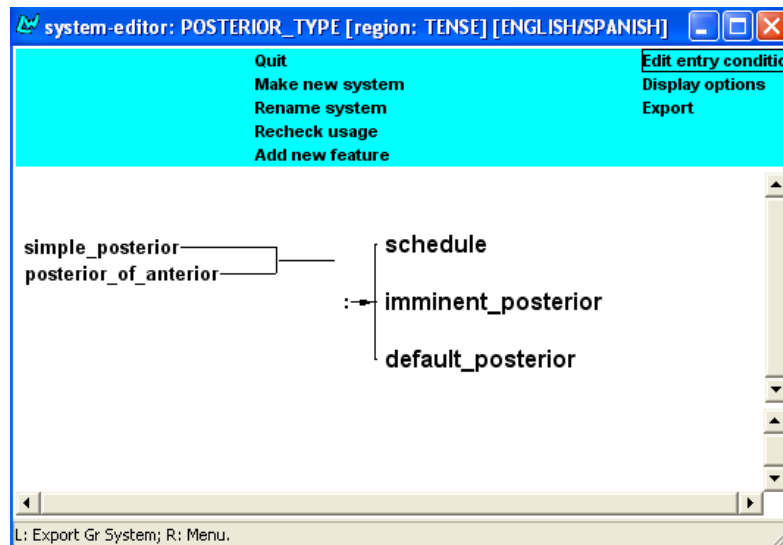 system-editor: POSTERIOR_TYPE [region: TENSE] [ENGLISH/SPANISH]
Quit
Make new system
Rename system
Recheck usage
Add new feature
Edit entry conditio
Display options
Export
simple_posterior
posterior_of_anterior
:
schedule
imminent_posterior
default_posterior
L: Export Gr System; R: Menu.